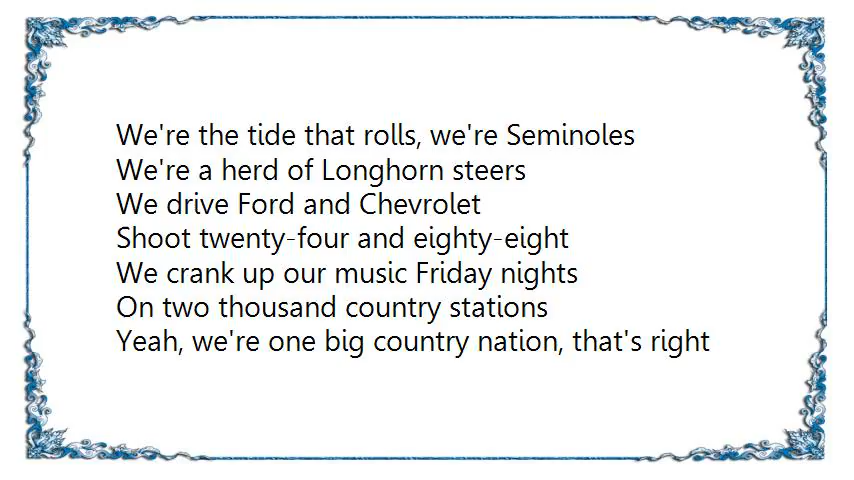 We're the tide that rolls, we're Seminoles
We're a herd of Longhorn steers
We drive Ford and Chevrolet
Shoot twenty-four and eighty-eight
We crank up our music Friday nights
On two thousand country stations
Yeah, we're one big country nation, that's right